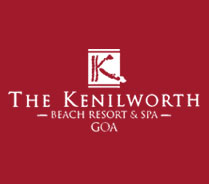 K
THE KENILWORTH
BEACH RESORT & SPA
GOA